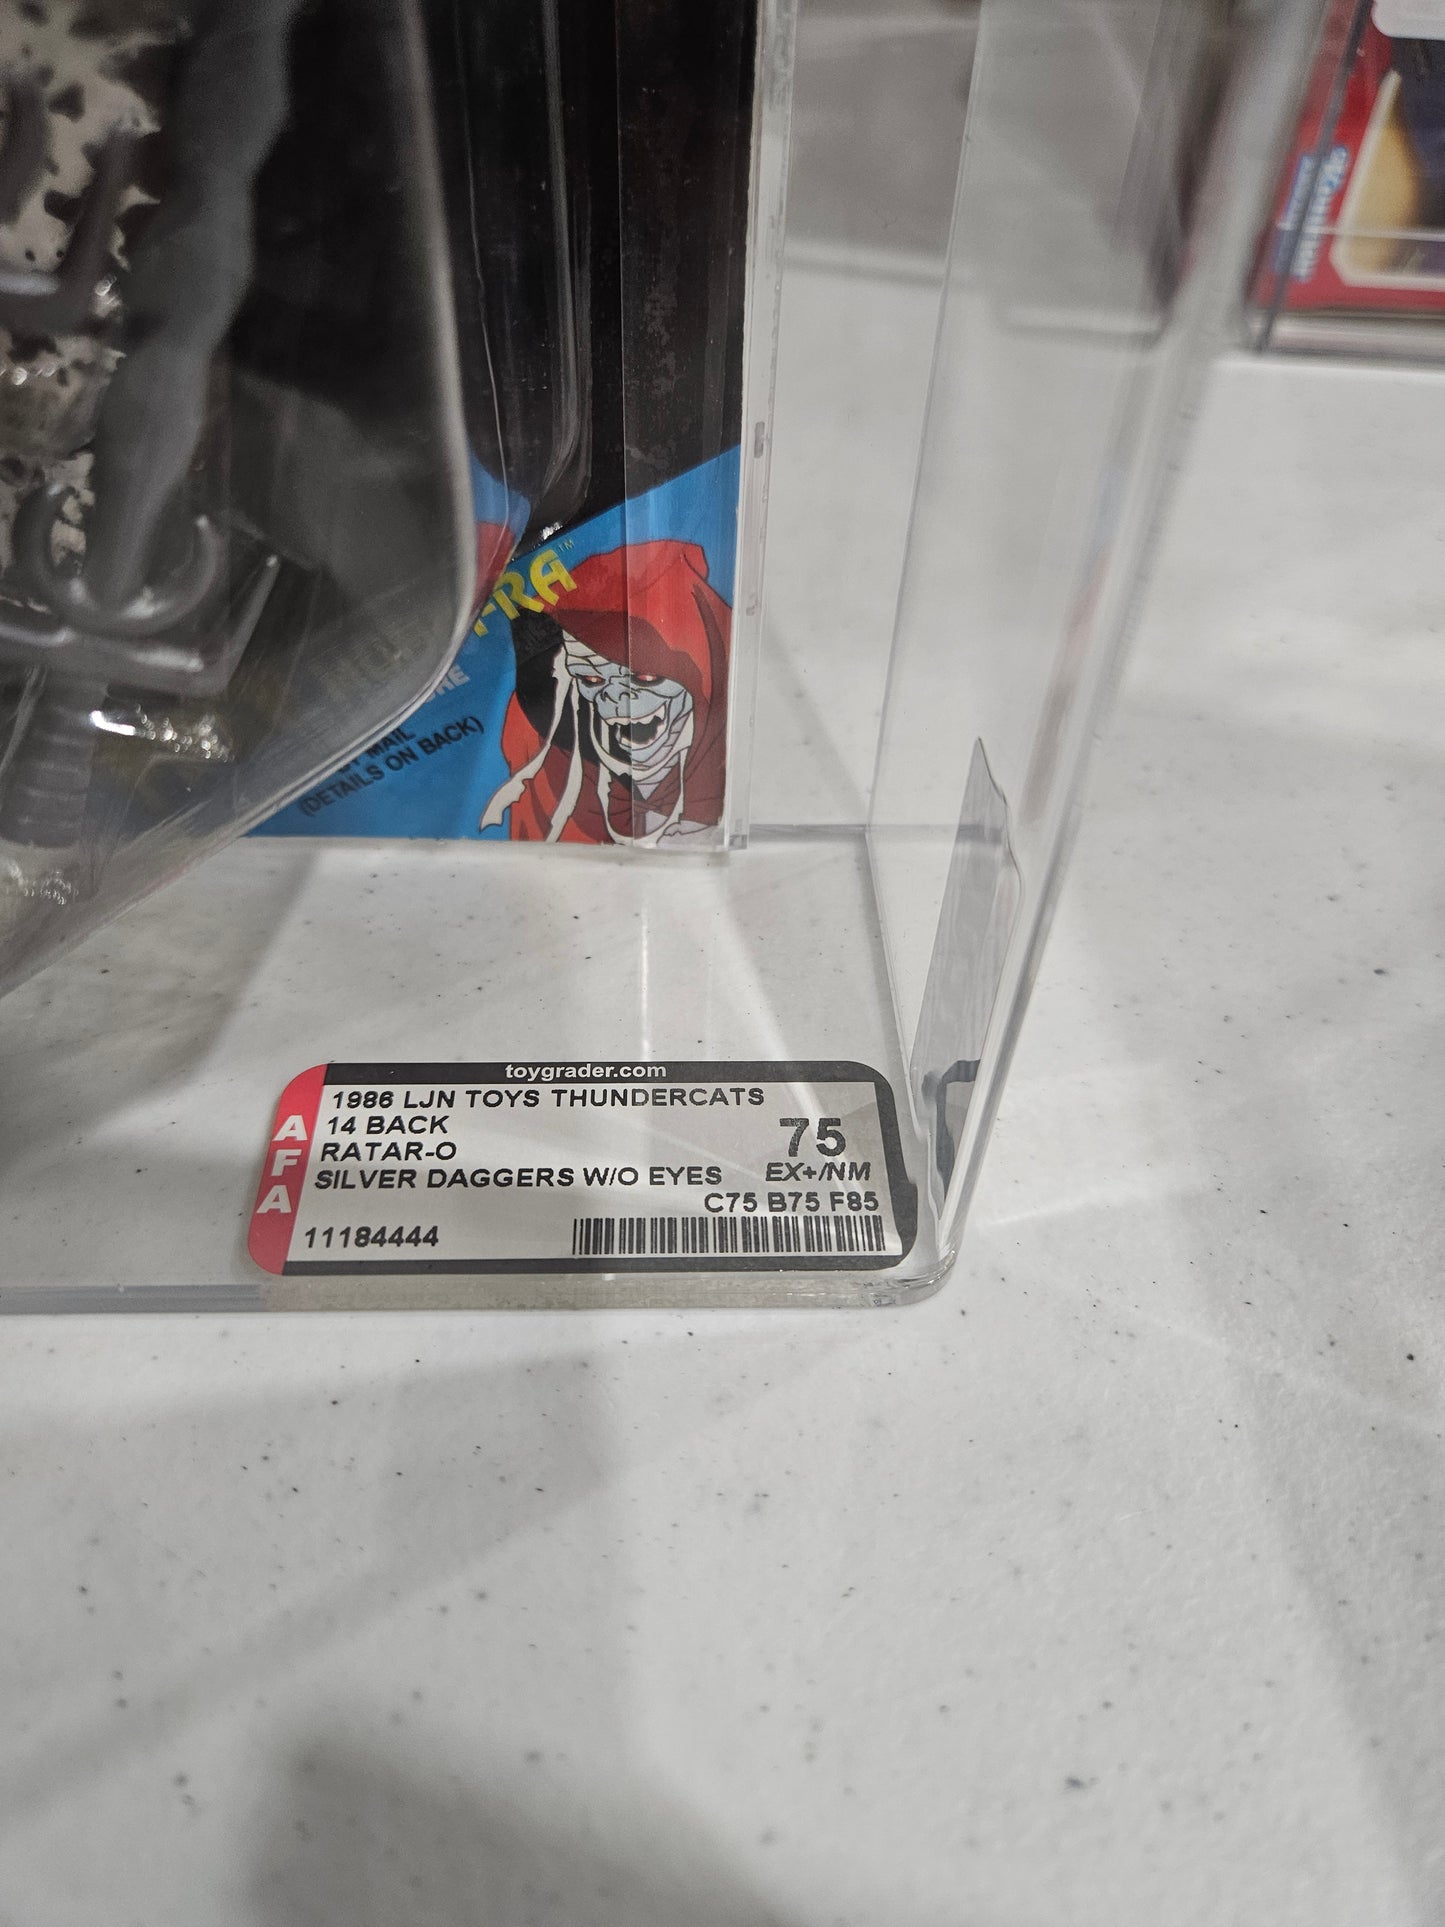 MAIL
(DETAILS ON BACK)
toygrader.com
AFA
1986 LJN TOYS THUNDERCATS
14 BACK
RATAR-O
SILVER DAGGERS W/O EYES
75
EX+/NM
C75 B75 F85
11184444